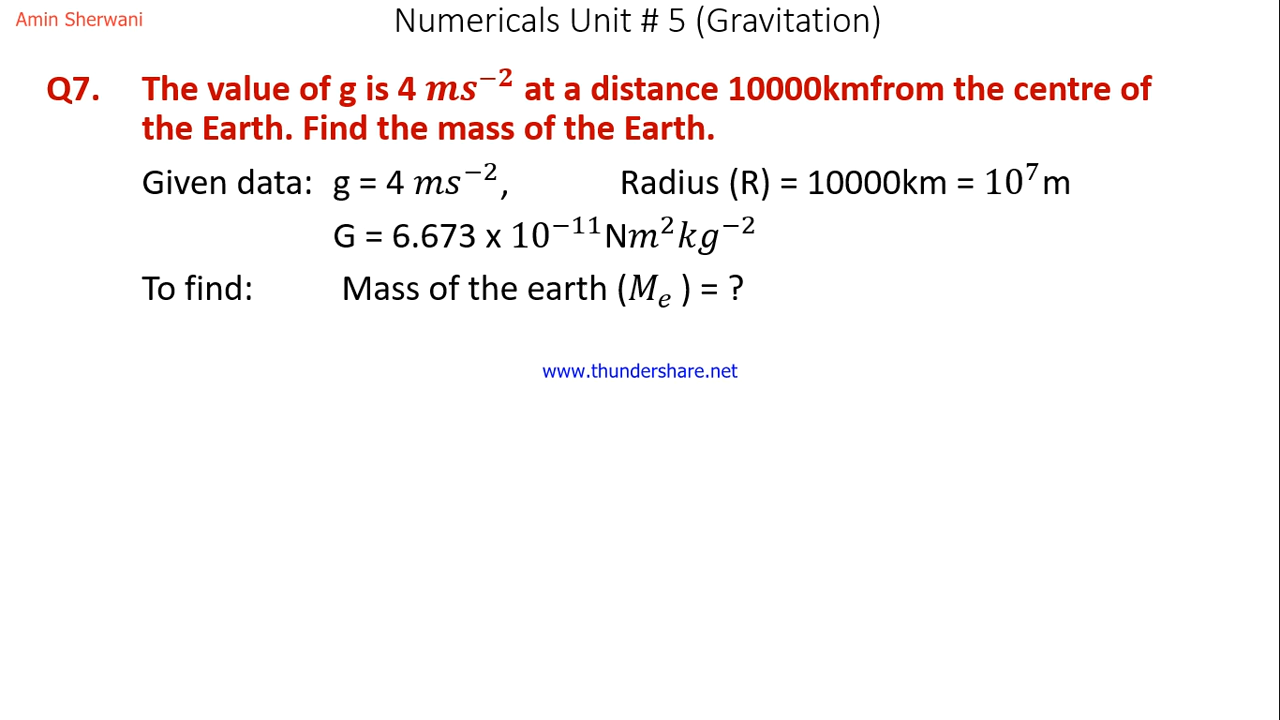 Amin Sherwani
Numericals Unit # 5 (Gravitation)
Q7. The value of g is 4 𝒎𝒔⁻² at a distance 10000kmfrom the centre of
the Earth. Find the mass of the Earth.
Given data: g = 4 𝑚𝑠⁻², Radius (R) = 10000km = 10⁷m
G = 6.673 x 10⁻¹¹N𝑚²𝑘𝑔⁻²
To find: Mass of the earth (𝑀ₑ ) = ?
www.thundershare.net